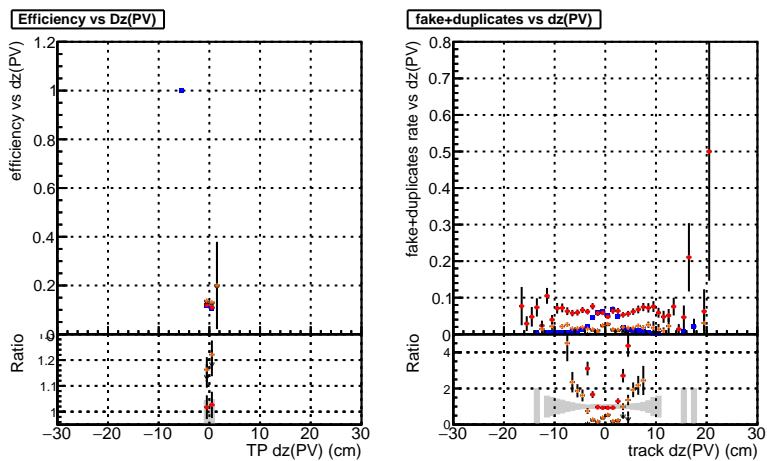 Efficiency vs Dz(PV)
efficiency vs dz(PV)
1.2
1
0.8
0.6
0.4
0.2
0
Ratio
1.2
1.1
1
−30 −20 −10 0 10 20 30
TP dz(PV) (cm)
fake+duplicates vs dz(PV)
fake+duplicates rate vs dz(PV)
0.8
0.7
0.6
0.5
0.4
0.3
0.2
0.1
0
Ratio
4
2
0
−30 −20 −10 0 10 20 30
track dz(PV) (cm)